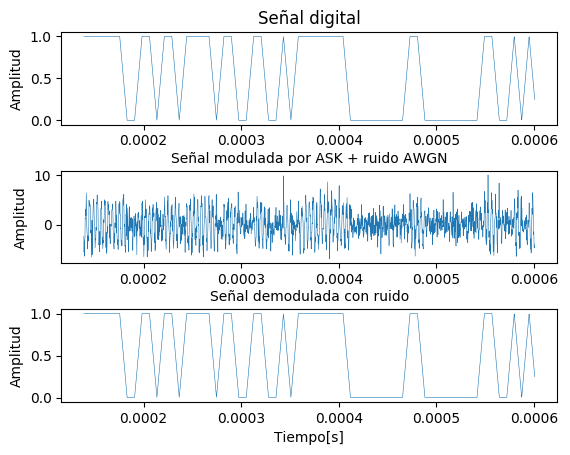 Señal digital
Amplitud
1.0
0.5
0.0
0.0002 0.0003 0.0004 0.0005 0.0006
Señal modulada por ASK + ruido AWGN
Amplitud
10
0
0.0002 0.0003 0.0004 0.0005 0.0006
Señal demodulada con ruido
Amplitud
1.0
0.5
0.0
0.0002 0.0003 0.0004 0.0005 0.0006
Tiempo[s]